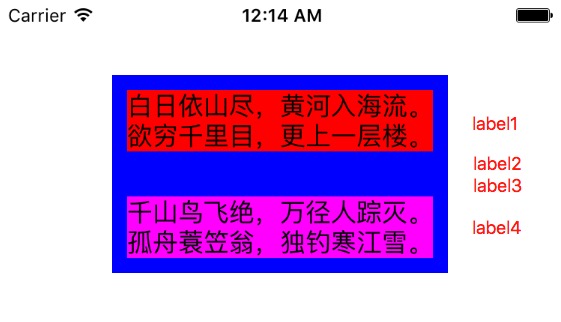 Carrier 12:14 AM
白日依山尽，黄河入海流。
欲穷千里目，更上一层楼。
label1
label2
label3
千山鸟飞绝，万径人踪灭。
孤舟蓑笠翁，独钓寒江雪。
label4